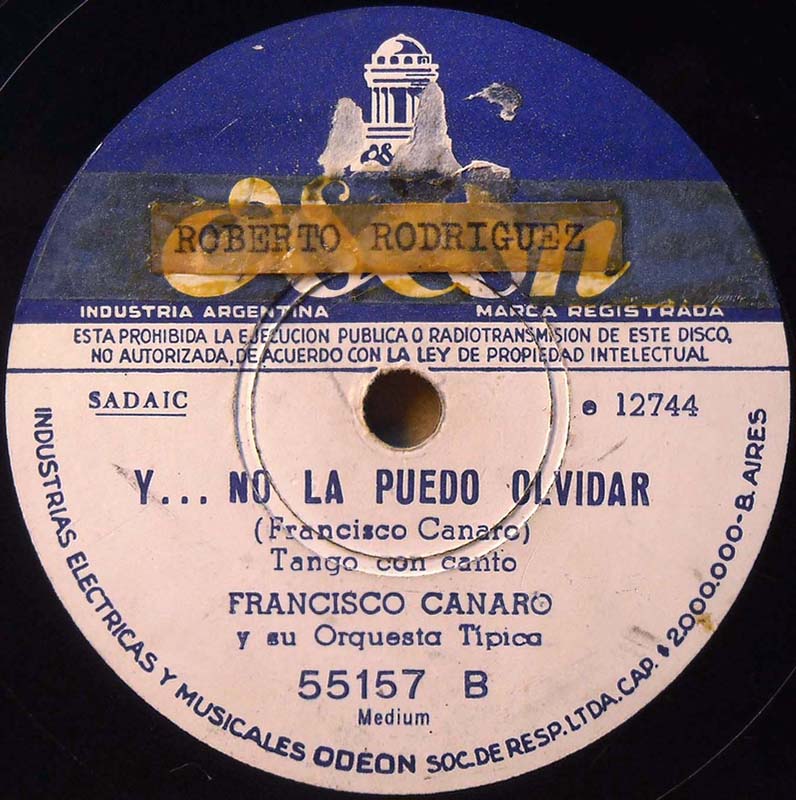 Odeon
ROBERTO RODRIGUEZ
INDUSTRIA ARGENTINA
MARCA REGISTRADA
ESTA PROHIBIDA LA EJECUCION PUBLICA O RADIOTRANSMISION DE ESTE DISCO,
NO AUTORIZADA, DE ACUERDO CON LA LEY DE PROPIEDAD INTELECTUAL
SADAIC
e 12744
Y... NO LA PUEDO OLVIDAR
(Francisco Canaro)
Tango con canto
FRANCISCO CANARO
y su Orquesta Típica
55157 B
Medium
INDUSTRIAS ELECTRICAS Y MUSICALES ODEON SOC. DE RESP. LTDA. CAP. $ 2.000.000-B. AIRES